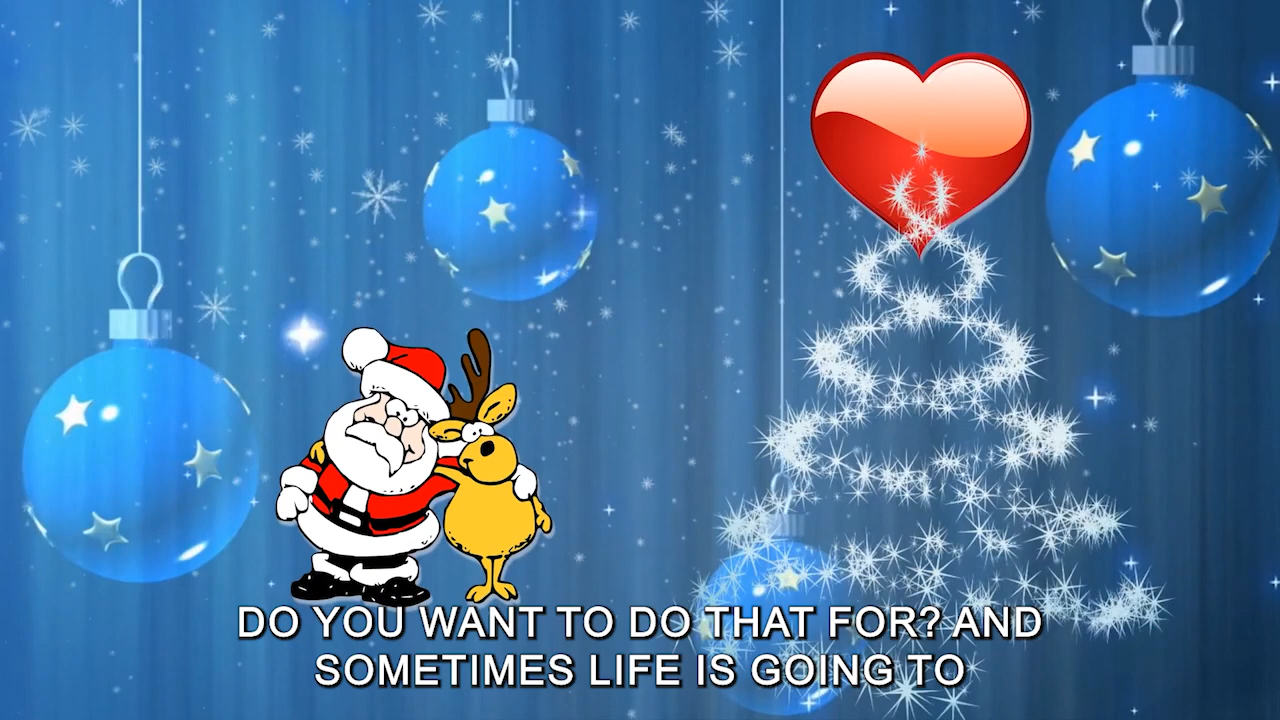 DO YOU WANT TO DO THAT FOR? AND
SOMETIMES LIFE IS GOING TO